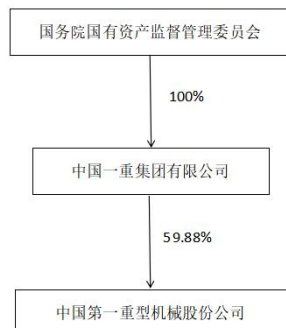 国务院国有资产监督管理委员会
100%
中国一重集团有限公司
59.88%
中国第一重型机械股份公司